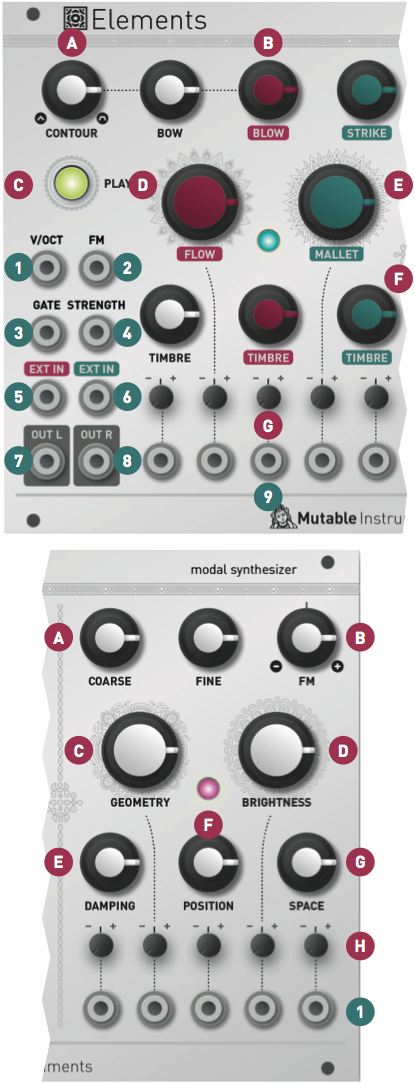 Elements
A
B
CONTOUR BOW BLOW STRIKE
C PLAY D E
V/OCT FM FLOW MALLET
1 2 F
GATE STRENGTH
3 4
TIMBRE TIMBRE TIMBRE
EXT IN EXT IN - + - + - + - + - +
5 6 G
OUT L OUT R
7 8
9
Mutable Instru
modal synthesizer
A B
COARSE FINE - FM +
C D
GEOMETRY BRIGHTNESS
F
E G
DAMPING POSITION SPACE
- + - + - + - + - +
H
1
ments